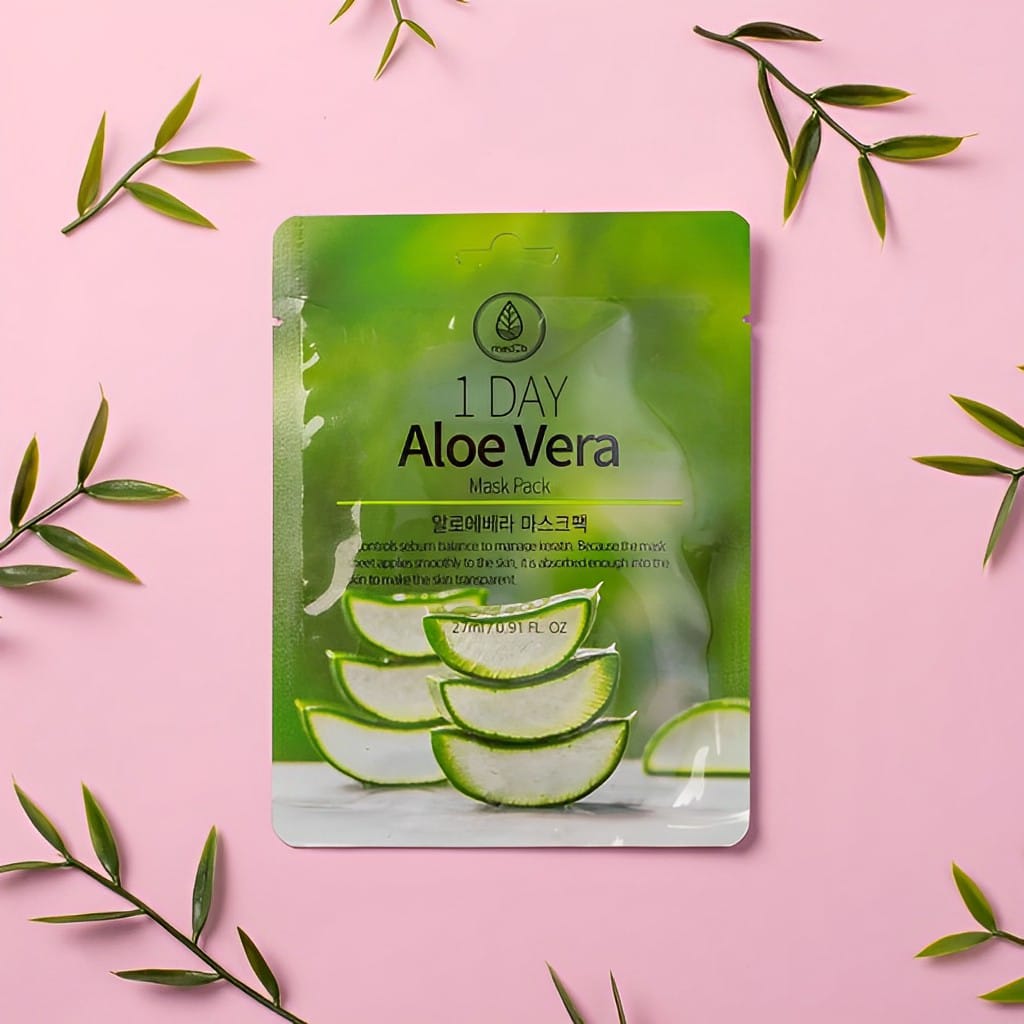 1 DAY
Aloe Vera
Mask Pack
알로에베라 마스크팩
controls sebum balance to manage keratin. Because the mask
sheet applies smoothly to the skin, it is absorbed enough into the
skin to make the skin transparent.
27ml / 0.91 FL. OZ